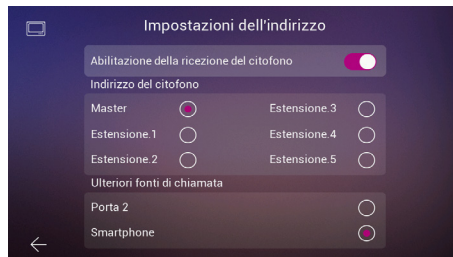 Impostazioni dell'indirizzo
Abilitazione della ricezione del citofono
Indirizzo del citofono
Master Estensione.3
Estensione.1 Estensione.4
Estensione.2 Estensione.5
Ulteriori fonti di chiamata
Porta 2
Smartphone